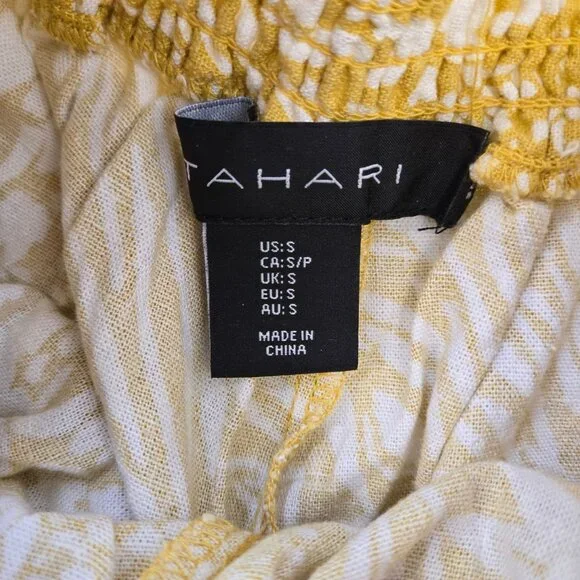 TAHARI
US: S
CA: S/P
UK: S
EU: S
AU: S
MADE IN
CHINA